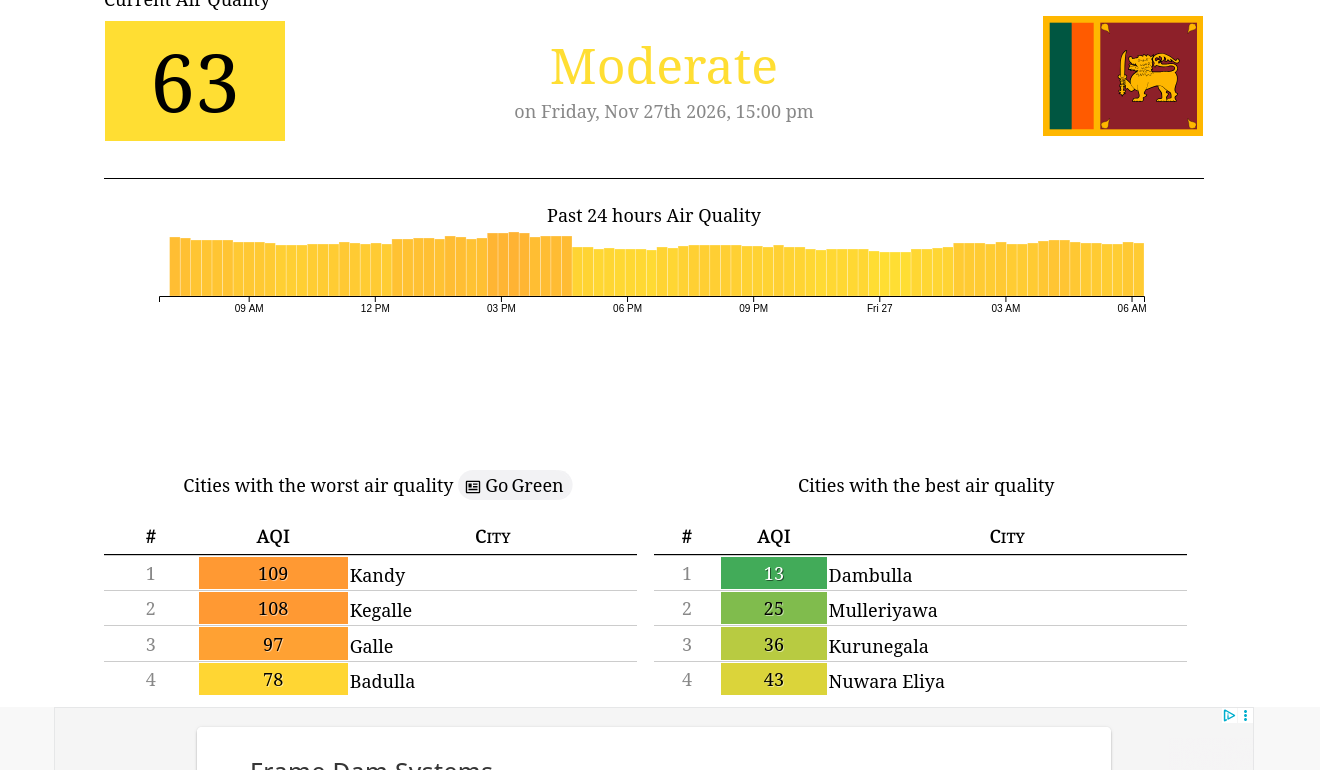 Current Air Quality
63
Moderate
on Friday, Nov 27th 2026, 15:00 pm
Past 24 hours Air Quality
09 AM 12 PM 03 PM 06 PM 09 PM Fri 27 03 AM 06 AM
Cities with the worst air quality Go Green
# AQI City
1 109 Kandy
2 108 Kegalle
3 97 Galle
4 78 Badulla
Cities with the best air quality
# AQI City
1 13 Dambulla
2 25 Mulleriyawa
3 36 Kurunegala
4 43 Nuwara Eliya
Frame Dam Systems